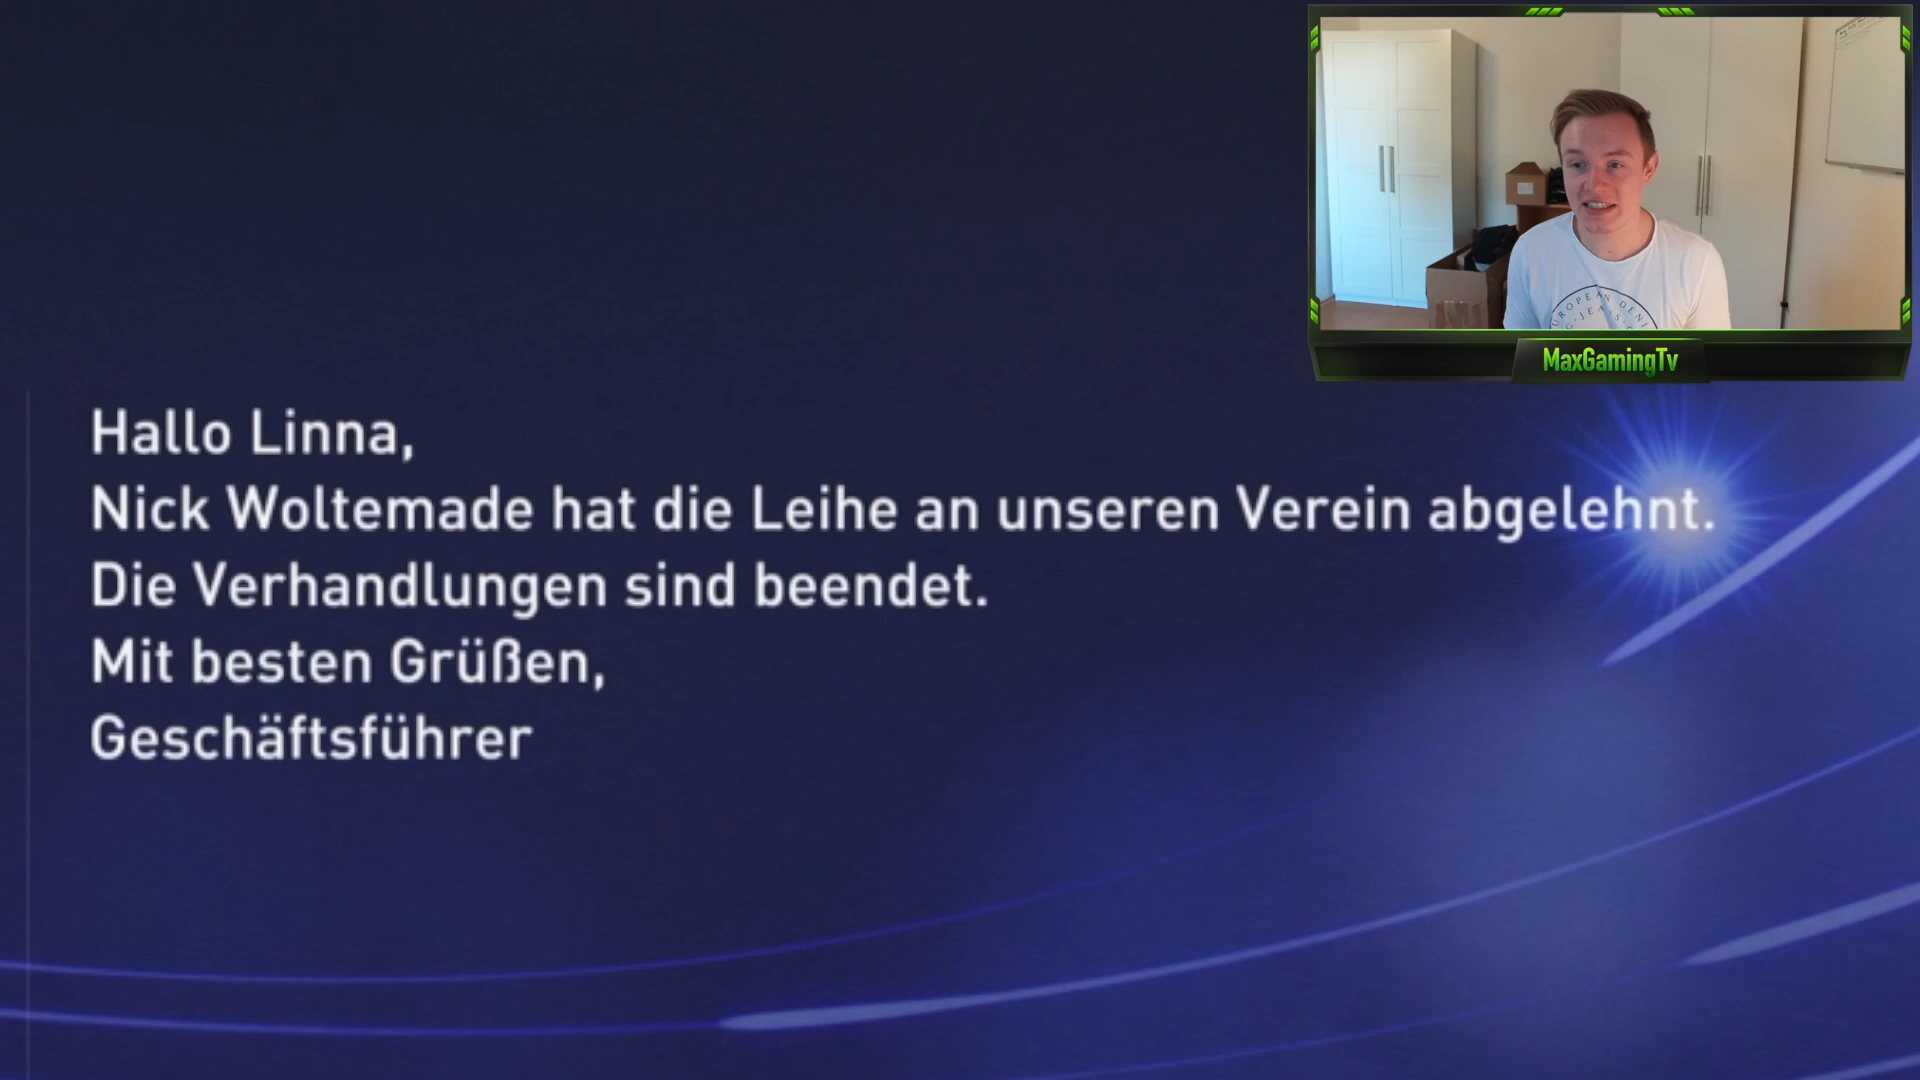 MaxGamingTv
Hallo Linna,
Nick Woltemade hat die Leihe an unseren Verein abgelehnt.
Die Verhandlungen sind beendet.
Mit besten Grüßen,
Geschäftsführer